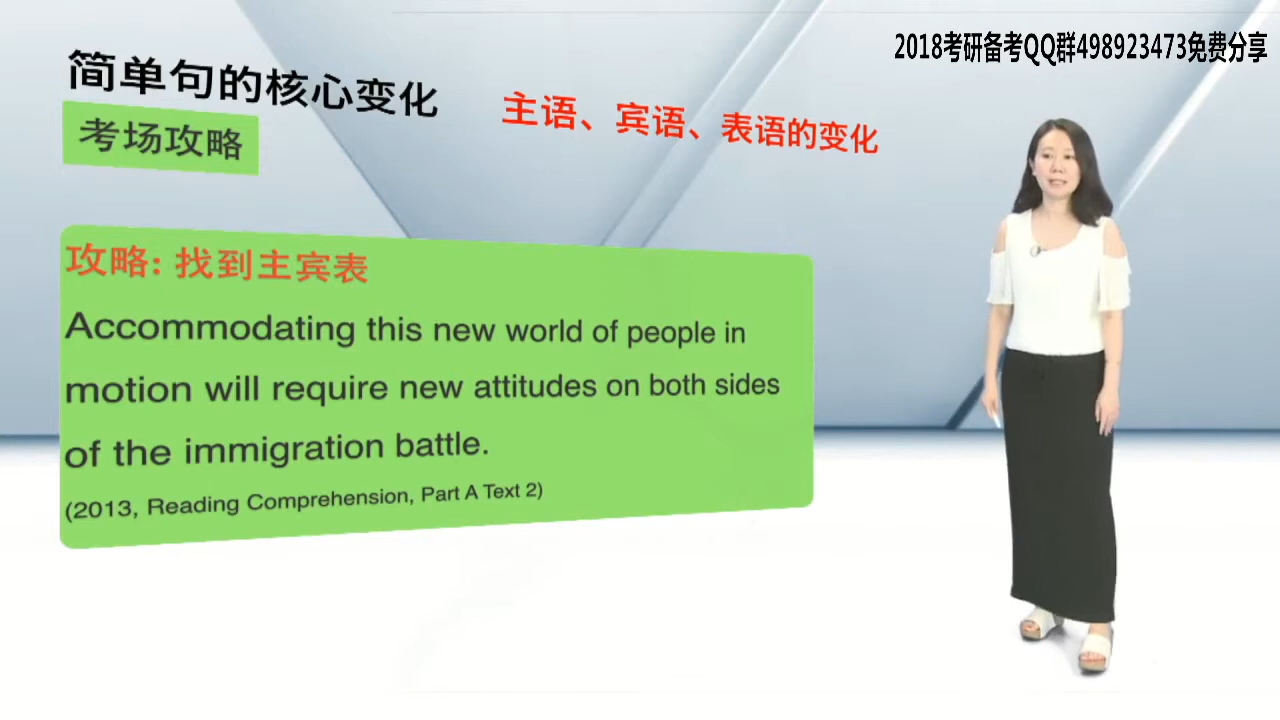 2018考研备考QQ群498923473免费分享
简单句的核心变化
主语、宾语、表语的变化
考场攻略
攻略: 找到主宾表
Accommodating this new world of people in
motion will require new attitudes on both sides
of the immigration battle.
(2013, Reading Comprehension, Part A Text 2)